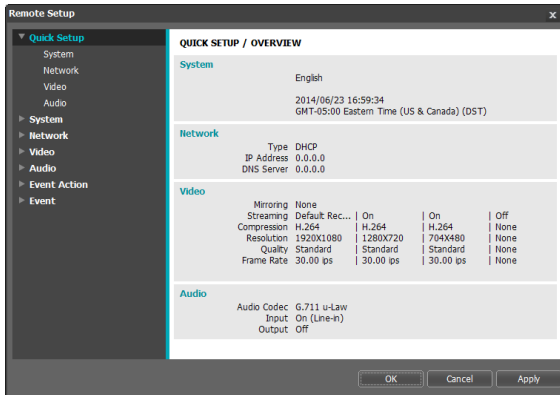 Remote Setup x
Quick Setup
System
Network
Video
Audio
System
Network
Video
Audio
Event Action
Event
QUICK SETUP / OVERVIEW
System
English
2014/06/23 16:59:34
GMT-05:00 Eastern Time (US & Canada) (DST)
Network
Type DHCP
IP Address 0.0.0.0
DNS Server 0.0.0.0
Video
Mirroring None
Streaming Default Rec... | On | On | Off
Compression H.264 | H.264 | H.264 | None
Resolution 1920X1080 | 1280X720 | 704X480 | None
Quality Standard | Standard | Standard | None
Frame Rate 30.00 ips | 30.00 ips | 30.00 ips | None
Audio
Audio Codec G.711 u-Law
Input On (Line-in)
Output Off
OK Cancel Apply